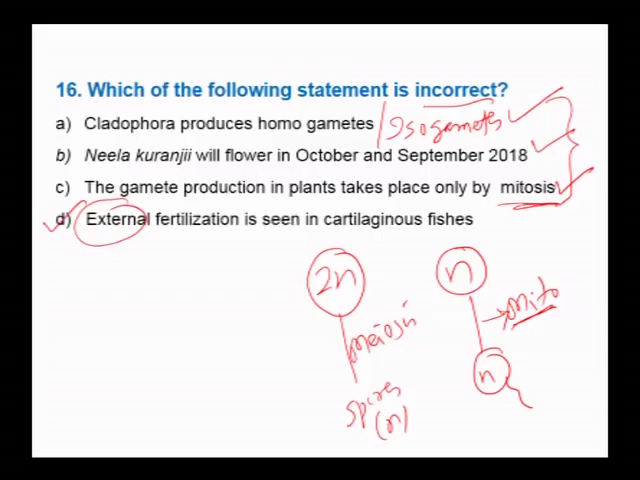 16. Which of the following statement is incorrect?
a) Cladophora produces homo gametes / Isogametes
b) Neela kuranjii will flower in October and September 2018
c) The gamete production in plants takes place only by mitosis
d) External fertilization is seen in cartilaginous fishes
2n n
meiosis mito
n
(n)